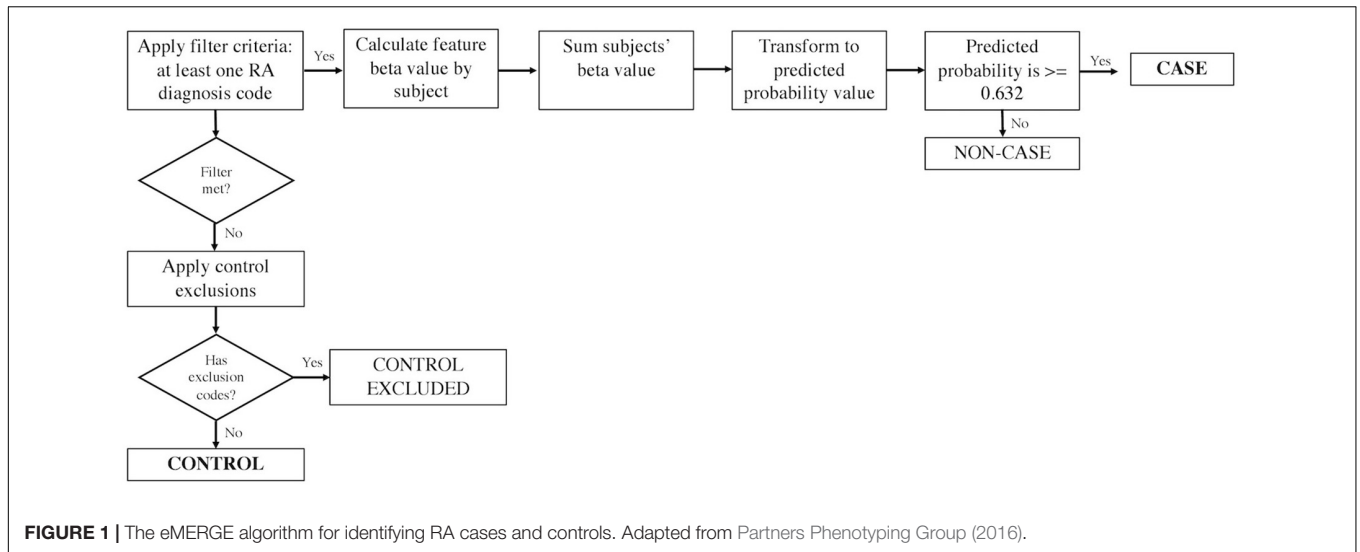 Apply filter criteria:
at least one RA
diagnosis code
Yes
Calculate feature
beta value by
subject
Sum subjects'
beta value
Transform to
predicted
probability value
Predicted
probability is >=
0.632
Yes
CASE
No
NON-CASE
Filter
met?
No
Apply control
exclusions
Has
exclusion
codes?
Yes
CONTROL
EXCLUDED
No
CONTROL
FIGURE 1 | The eMERGE algorithm for identifying RA cases and controls. Adapted from Partners Phenotyping Group (2016).